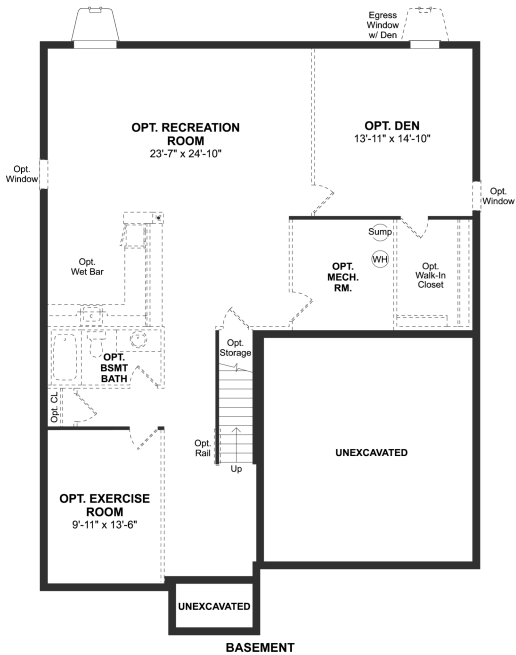 Egress
Window
w/ Den
OPT. RECREATION
ROOM
23'-7" x 24'-10"
OPT. DEN
13'-11" x 14'-10"
Opt.
Window
Opt.
Window
Sump
WH
OPT.
MECH.
RM.
Opt.
Walk-In
Closet
Opt.
Wet Bar
Opt.
Storage
OPT.
BSMT
BATH
Opt. CL
Opt.
Rail
Up
UNEXCAVATED
OPT. EXERCISE
ROOM
9'-11" x 13'-6"
UNEXCAVATED
BASEMENT